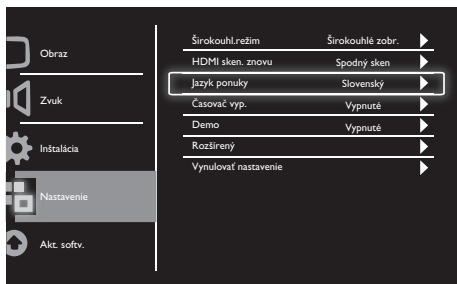 Obraz
Zvuk
Inštalácia
Nastavenie
Akt. softv.
Širokouhl.režim Širokouhlé zobr.
HDMI sken. znovu Spodný sken
Jazyk ponuky Slovenský
Časovač vyp. Vypnuté
Demo Vypnuté
Rozšírený
Vynulovať nastavenie